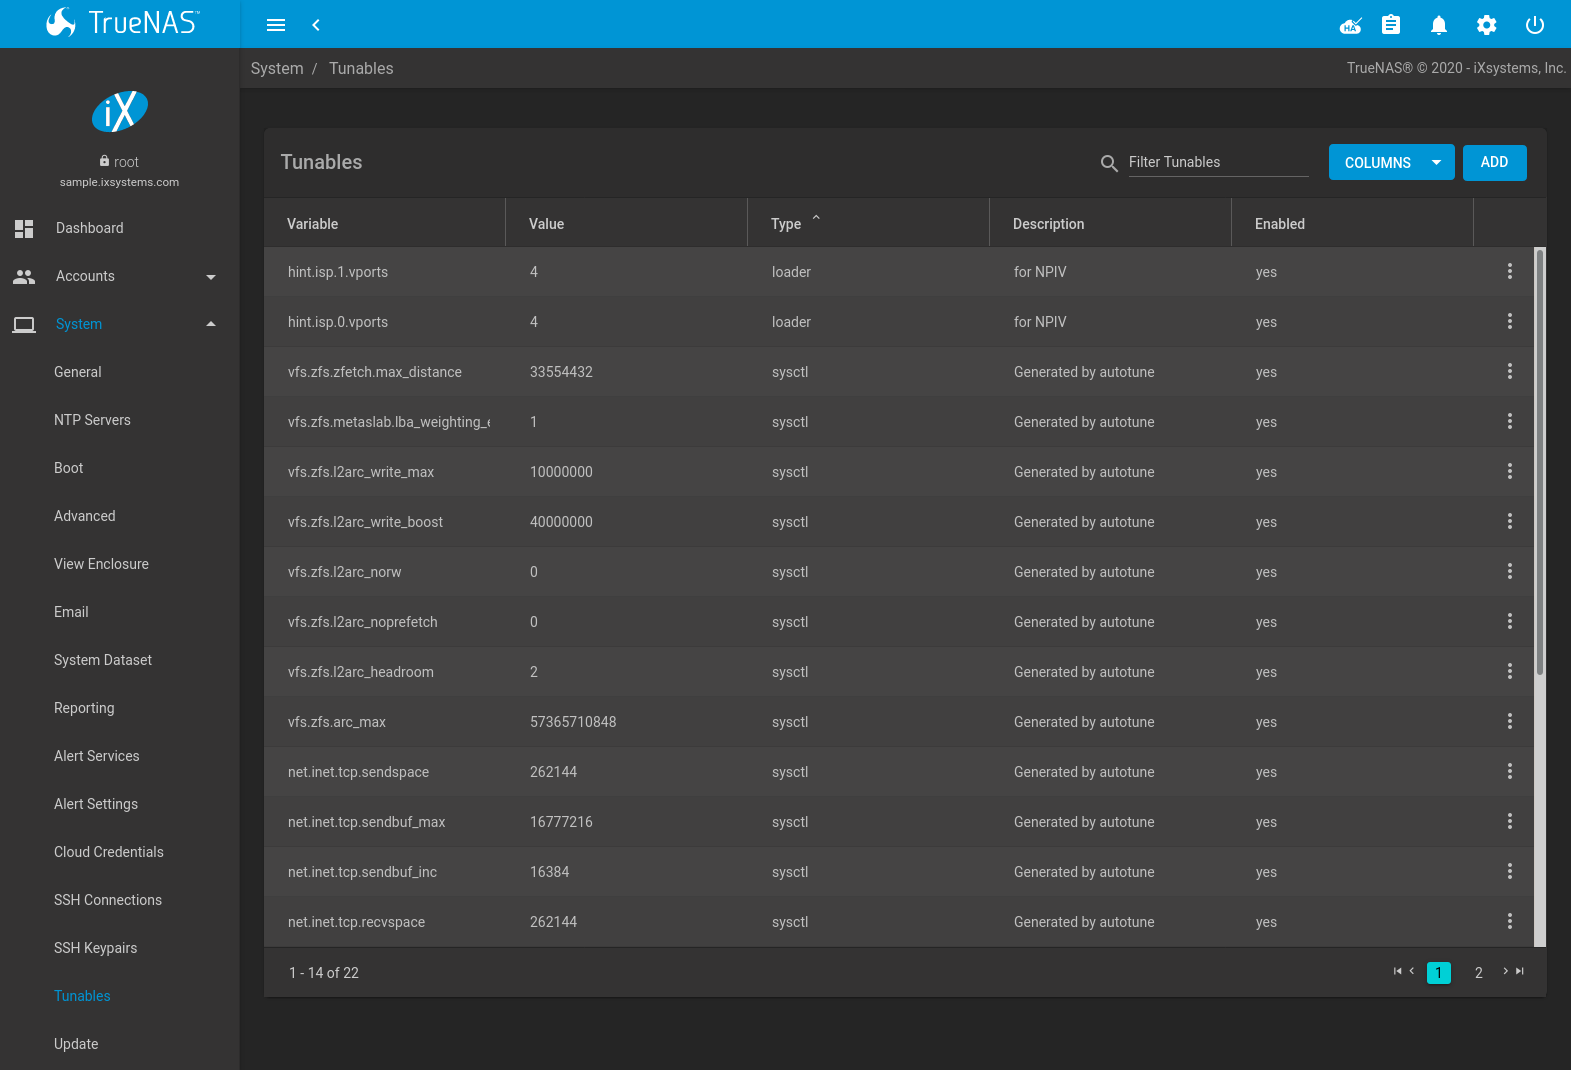 TrueNAS™
HA
System / Tunables
TrueNAS® © 2020 - iXsystems, Inc.
iX
root
sample.ixsystems.com
Dashboard
Accounts
System
General
NTP Servers
Boot
Advanced
View Enclosure
Email
System Dataset
Reporting
Alert Services
Alert Settings
Cloud Credentials
SSH Connections
SSH Keypairs
Tunables
Update
Tunables
Filter Tunables
COLUMNS
ADD
Variable Value Type Description Enabled
hint.isp.1.vports 4 loader for NPIV yes
hint.isp.0.vports 4 loader for NPIV yes
vfs.zfs.zfetch.max_distance 33554432 sysctl Generated by autotune yes
vfs.zfs.metaslab.lba_weighting_e 1 sysctl Generated by autotune yes
vfs.zfs.l2arc_write_max 10000000 sysctl Generated by autotune yes
vfs.zfs.l2arc_write_boost 40000000 sysctl Generated by autotune yes
vfs.zfs.l2arc_norw 0 sysctl Generated by autotune yes
vfs.zfs.l2arc_noprefetch 0 sysctl Generated by autotune yes
vfs.zfs.l2arc_headroom 2 sysctl Generated by autotune yes
vfs.zfs.arc_max 57365710848 sysctl Generated by autotune yes
net.inet.tcp.sendspace 262144 sysctl Generated by autotune yes
net.inet.tcp.sendbuf_max 16777216 sysctl Generated by autotune yes
net.inet.tcp.sendbuf_inc 16384 sysctl Generated by autotune yes
net.inet.tcp.recvspace 262144 sysctl Generated by autotune yes
1 - 14 of 22
1 2